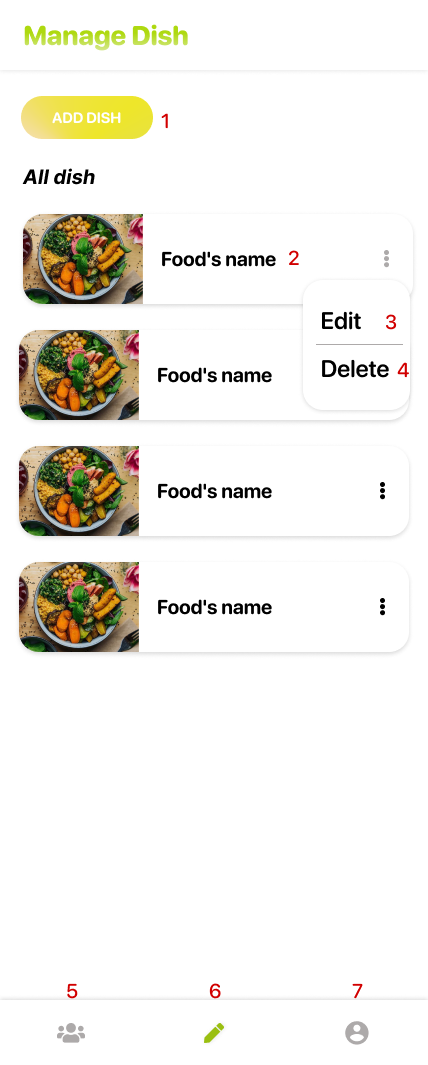 Manage Dish
ADD DISH 1
All dish
Food's name 2
Edit 3
Food's name
Delete 4
Food's name
Food's name
5 6 7